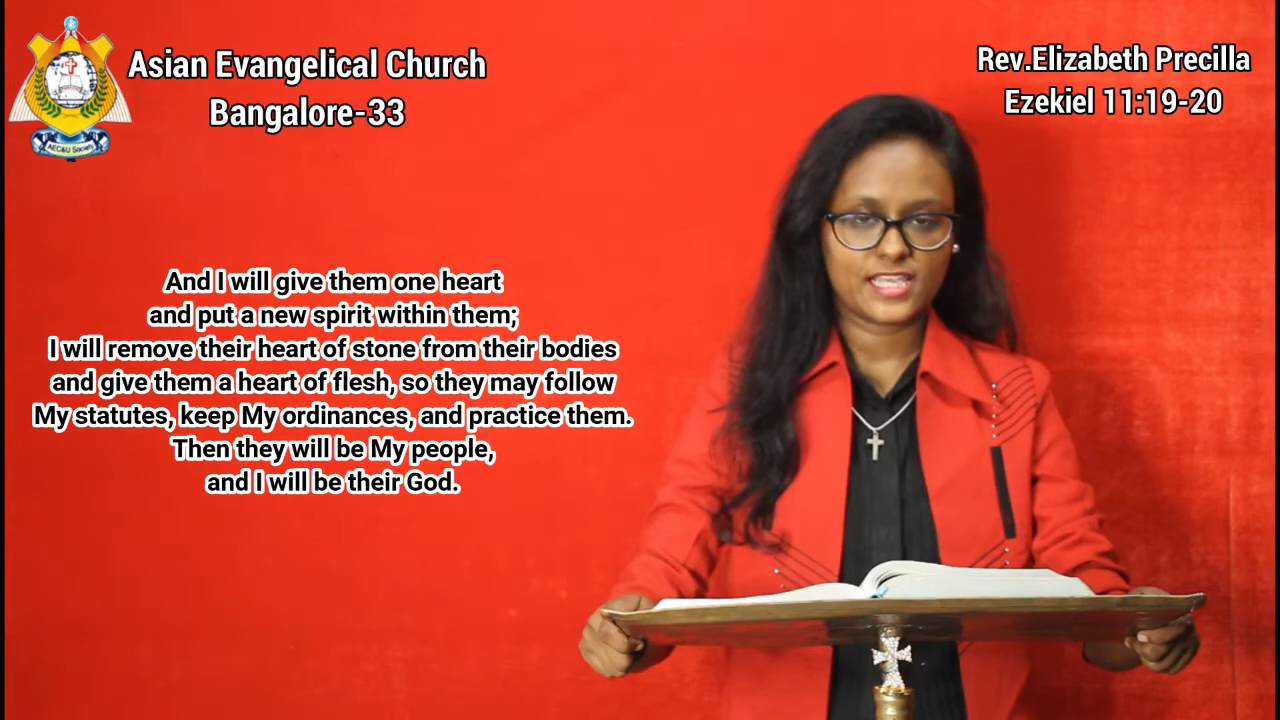 Asian Evangelical Church
Bangalore-33
Rev.Elizabeth Precilla
Ezekiel 11:19-20
AEC&U Society
And I will give them one heart
and put a new spirit within them;
I will remove their heart of stone from their bodies
and give them a heart of flesh, so they may follow
My statutes, keep My ordinances, and practice them.
Then they will be My people,
and I will be their God.